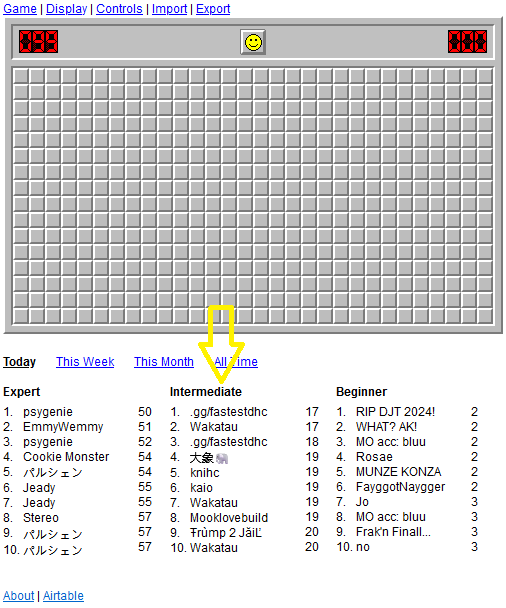 Game | Display | Controls | Import | Export
Today This Week This Month All Time
Expert Intermediate Beginner
1. psygenie 50 1. .gg/fastestdhc 17 1. RIP DJT 2024! 2
2. EmmyWemmy 51 2. Wakatau 17 2. WHAT? AK! 2
3. psygenie 52 3. .gg/fastestdhc 18 3. MO acc: bluu 2
4. Cookie Monster 54 4. 大象🐘 19 4. Rosae 2
5. パルシェン 54 5. knihc 19 5. MUNZE KONZA 2
6. Jeady 55 6. kaio 19 6. FayggotNaygger 2
7. Jeady 55 7. Wakatau 19 7. Jo 3
8. Stereo 57 8. Mooklovebuild 19 8. MO acc: bluu 3
9. パルシェン 57 9. Ŧrùmp 2 JăiĽ 20 9. Frak'n Finall... 3
10. パルシェン 57 10. Wakatau 20 10. no 3
About | Airtable